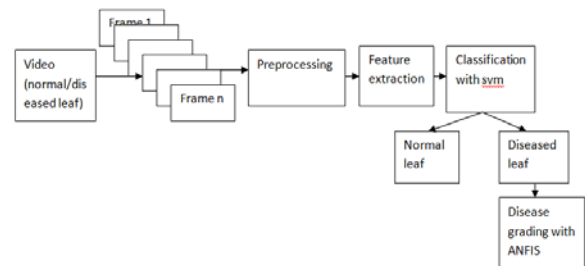 Frame 1
Video
(normal/dis
eased leaf)
Frame n
Preprocessing
Feature
extraction
Classification
with svm
Normal
leaf
Diseased
leaf
Disease
grading with
ANFIS